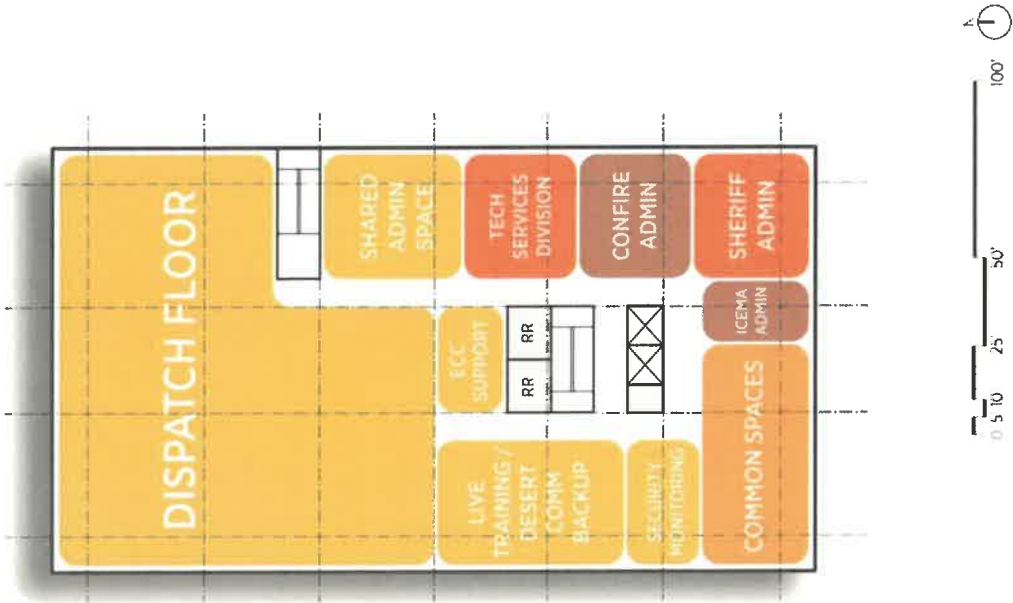 DISPATCH FLOOR
SHARED
ADMIN
SPACE
TECH
SERVICES
DIVISION
CONFIRE
ADMIN
SHERIFF
ADMIN
ICEMA
ADMIN
ECC
SUPPORT
RR
RR
LIVE
TRAINING /
DESERT
COMM
BACKUP
SECURITY
MONITORING
COMMON SPACES
0 5 10 25 50' 100'